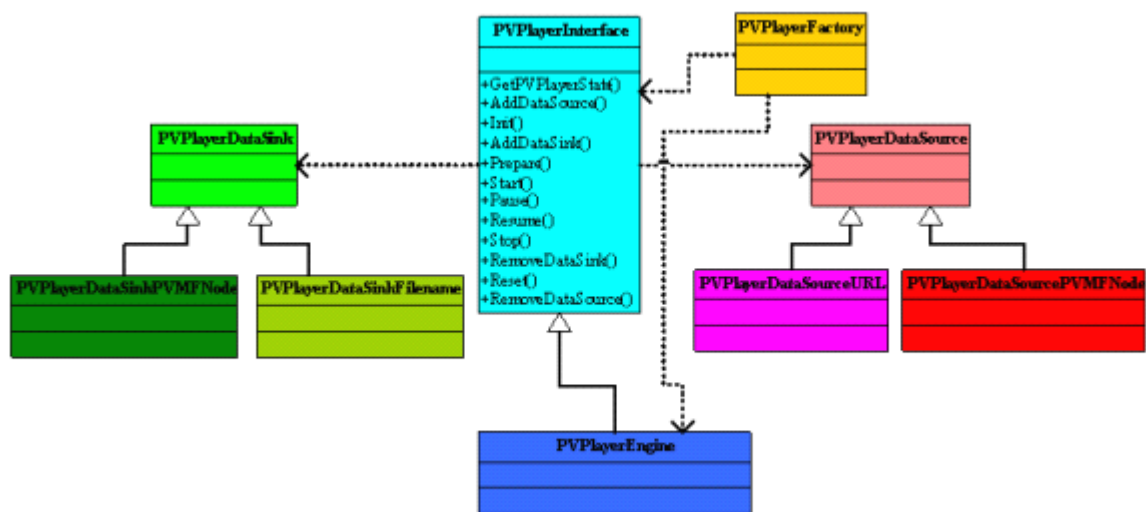 PVPlayerInterface
PVPlayerFactory
+GetPVPlayerState()
+AddDataSource()
+Init()
+AddDataSink()
+Prepare()
+Start()
+Pause()
+Resume()
+Stop()
+RemoveDataSink()
+Reset()
+RemoveDataSource()
PVPlayerDataSink
PVPlayerDataSource
PVPlayerDataSinkPVMFNode
PVPlayerDataSinkFilename
PVPlayerDataSourceURL
PVPlayerDataSourcePVMFNode
PVPlayerEngine